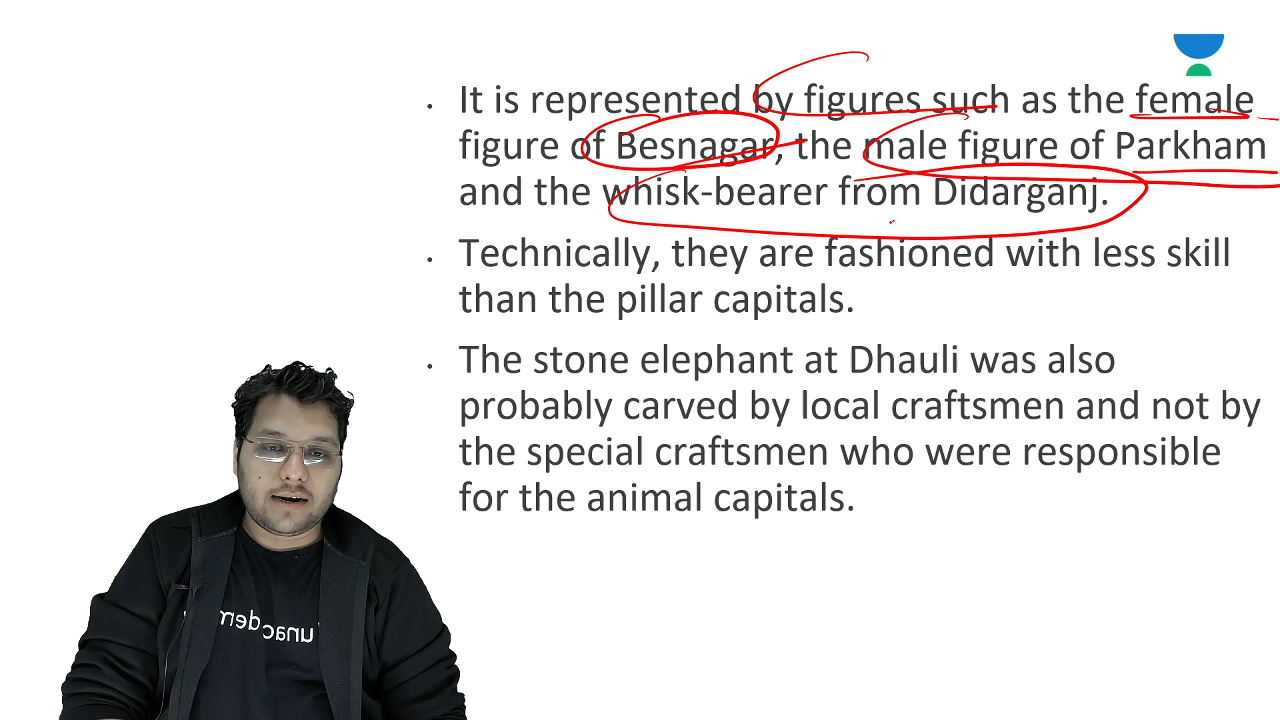 • It is represented by figures such as the female
figure of Besnagar, the male figure of Parkham
and the whisk-bearer from Didarganj.
• Technically, they are fashioned with less skill
than the pillar capitals.
• The stone elephant at Dhauli was also
probably carved by local craftsmen and not by
the special craftsmen who were responsible
for the animal capitals.